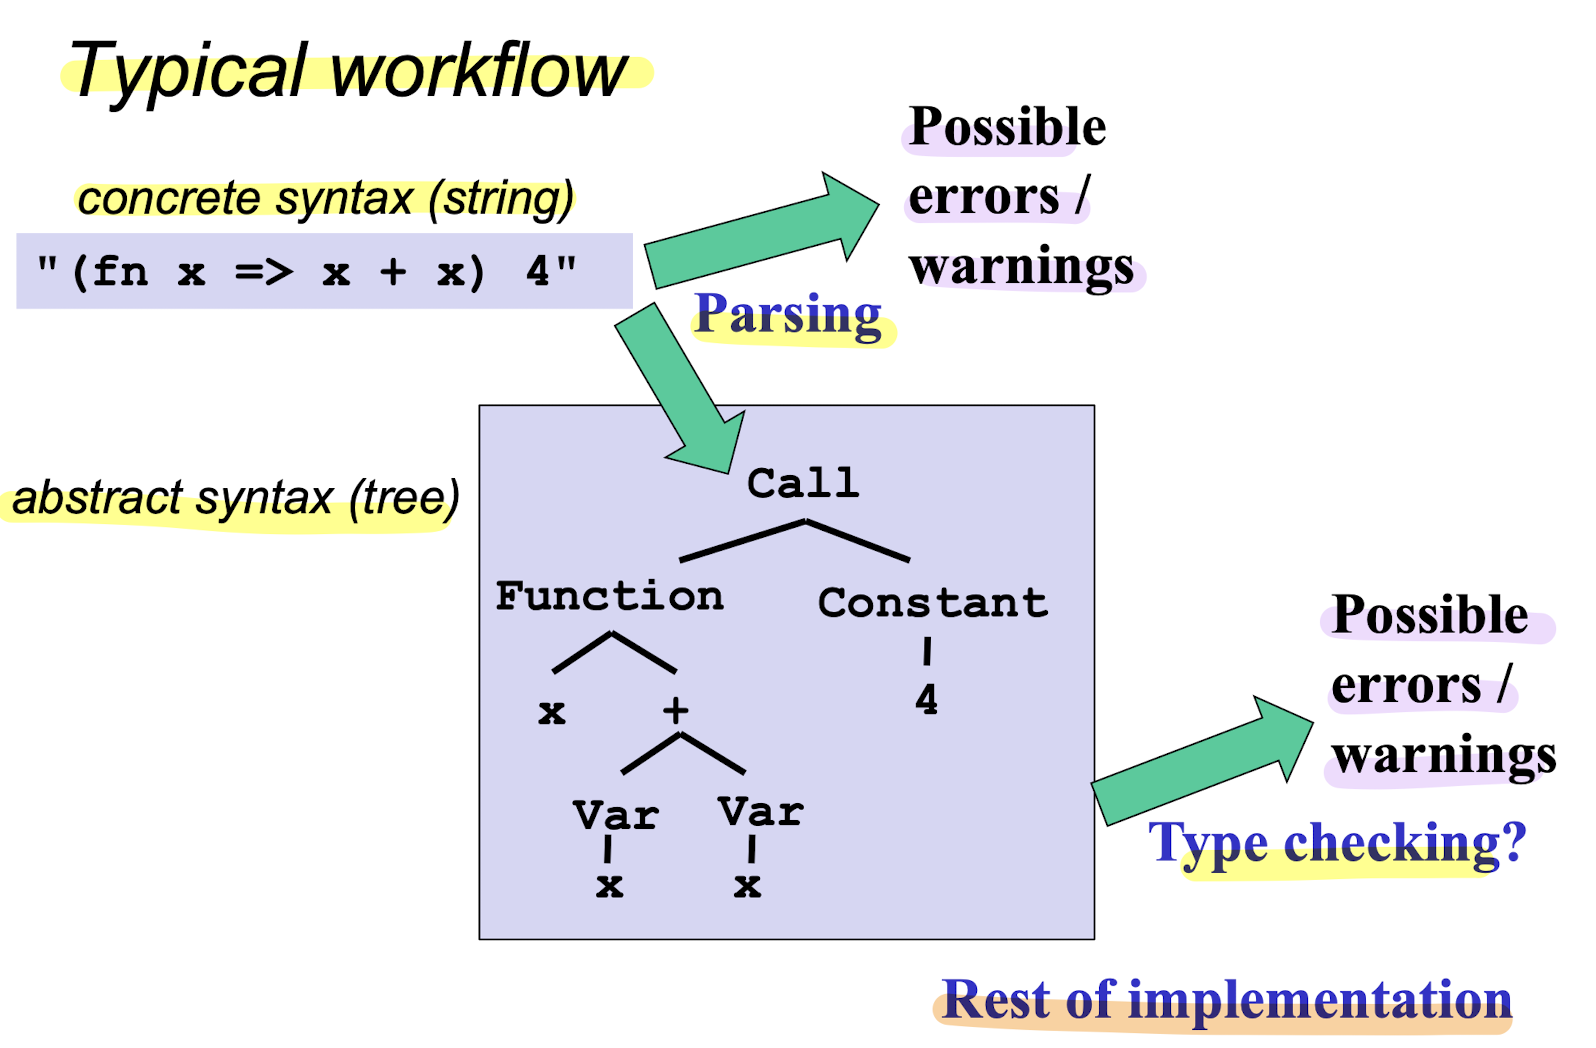 Typical workflow
concrete syntax (string)
"(fn x => x + x) 4"
Possible
errors /
warnings
Parsing
abstract syntax (tree)
Call
Function Constant
x + 4
Var Var
x x
Possible
errors /
warnings
Type checking?
Rest of implementation